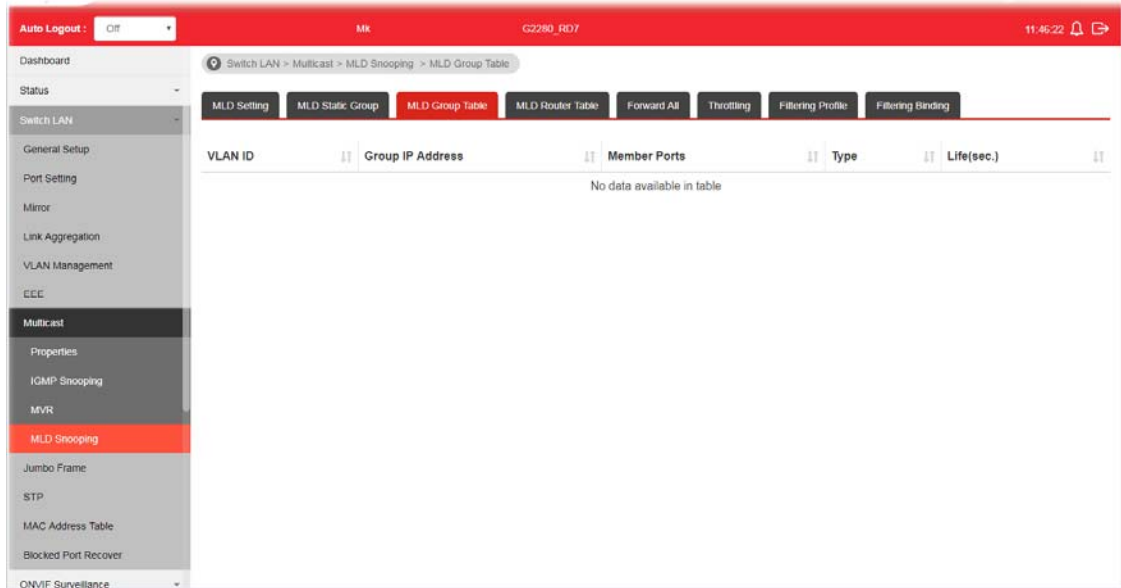 Auto Logout : Off Mk G2280_RD7 11:46:22
Dashboard
Status
Switch LAN
General Setup
Port Setting
Mirror
Link Aggregation
VLAN Management
EEE
Multicast
Properties
IGMP Snooping
MVR
MLD Snooping
Jumbo Frame
STP
MAC Address Table
Blocked Port Recover
ONVIF Surveillance
Switch LAN > Multicast > MLD Snooping > MLD Group Table
MLD Setting MLD Static Group MLD Group Table MLD Router Table Forward All Throttling Filtering Profile Filtering Binding
VLAN ID Group IP Address Member Ports Type Life(sec.)
No data available in table